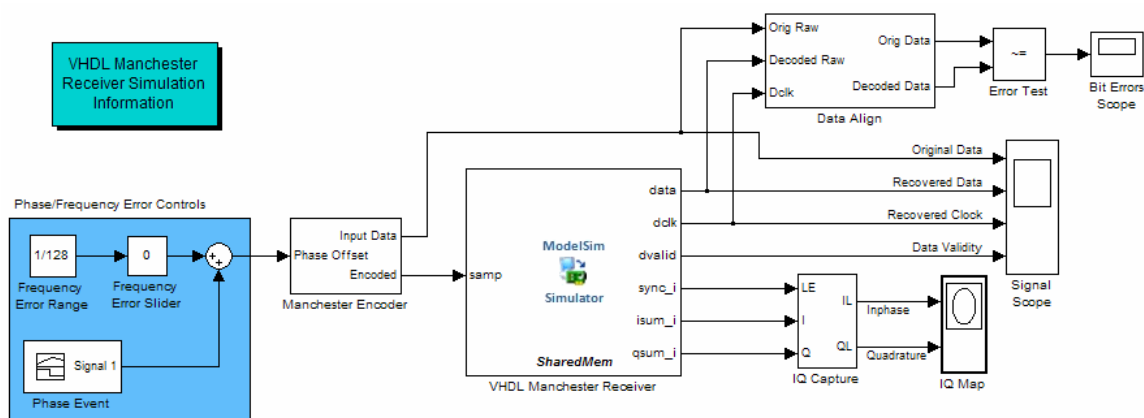 VHDL Manchester
Receiver Simulation
Information
Orig Raw
Decoded Raw
Dclk
Orig Data
Decoded Data
Data Align
~=
Error Test
Bit Errors
Scope
Phase/Frequency Error Controls
1/128
Frequency
Error Range
0
Frequency
Error Slider
Signal 1
Phase Event
Input Data
Phase Offset
Encoded
Manchester Encoder
samp
ModelSim
Simulator
SharedMem
data
dclk
dvalid
sync_i
isum_i
qsum_i
VHDL Manchester Receiver
Original Data
Recovered Data
Recovered Clock
Data Validity
Signal
Scope
LE
I
Q
IL
QL
IQ Capture
Inphase
Quadrature
IQ Map